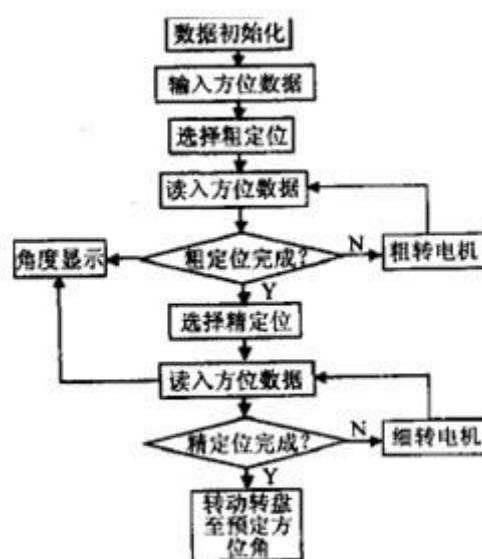 数据初始化
输入方位数据
选择粗定位
读入方位数据
角度显示
粗定位完成?
N
粗转电机
Y
选择精定位
读入方位数据
精定位完成?
N
细转电机
Y
转动转盘
至预定方
位角